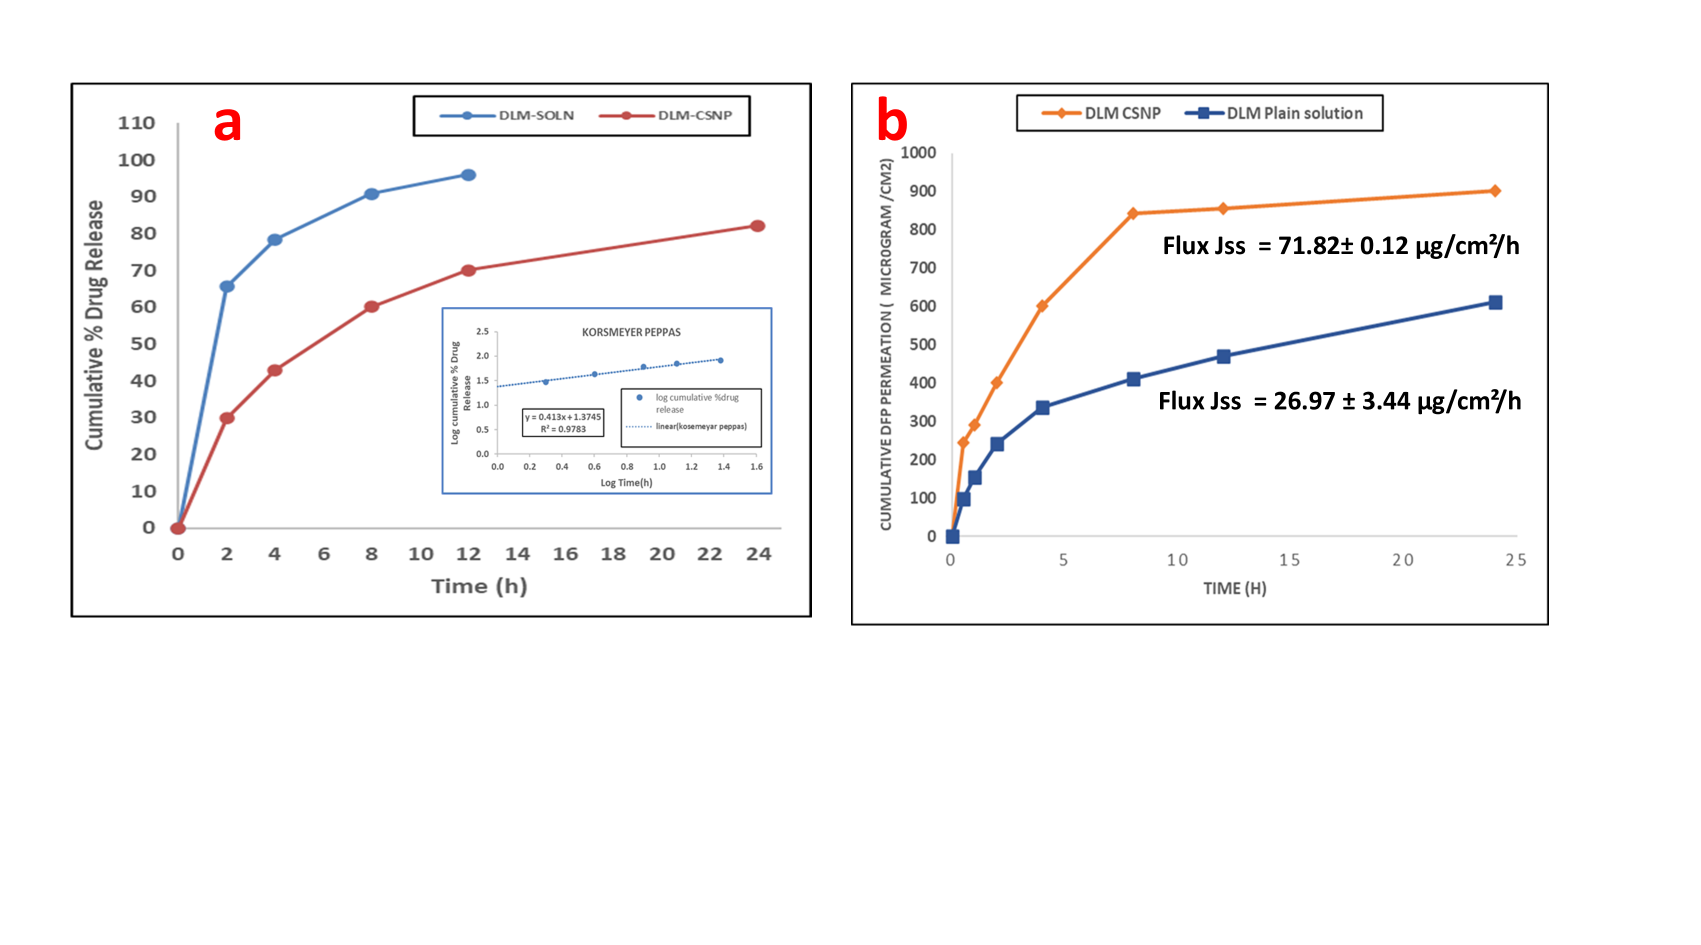 a
DLM-SOLN
DLM-CSNP
110
100
90
80
70
60
50
40
30
20
10
0
Cumulative % Drug Release
0 2 4 6 8 10 12 14 16 18 20 22 24
Time (h)
KORSMEYER PEPPAS
2.5
2.0
1.5
1.0
0.5
0.0
Log cumulative % Drug
Release
y = 0.413x + 1.3745
R² = 0.9783
log cumulative %drug
release
linear(kosemeyar peppas)
0.0 0.2 0.4 0.6 0.8 1.0 1.2 1.4 1.6
Log Time(h)
b
DLM CSNP
DLM Plain solution
1000
900
800
700
600
500
400
300
200
100
0
CUMULATIVE DFP PERMEATION ( MICR0GRAM /CM2)
Flux Jss = 71.82± 0.12 µg/cm²/h
Flux Jss = 26.97 ± 3.44 µg/cm²/h
0 5 10 15 20 25
TIME (H)